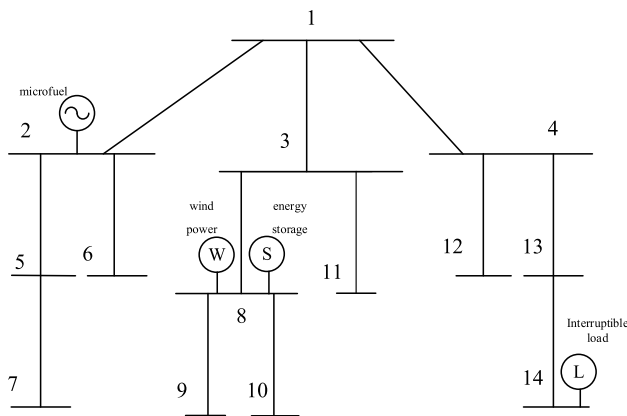 1
microfuel
2
3
4
wind
power
energy
storage
W
S
5
6
11
12
13
8
Interruptible
load
L
7
9
10
14